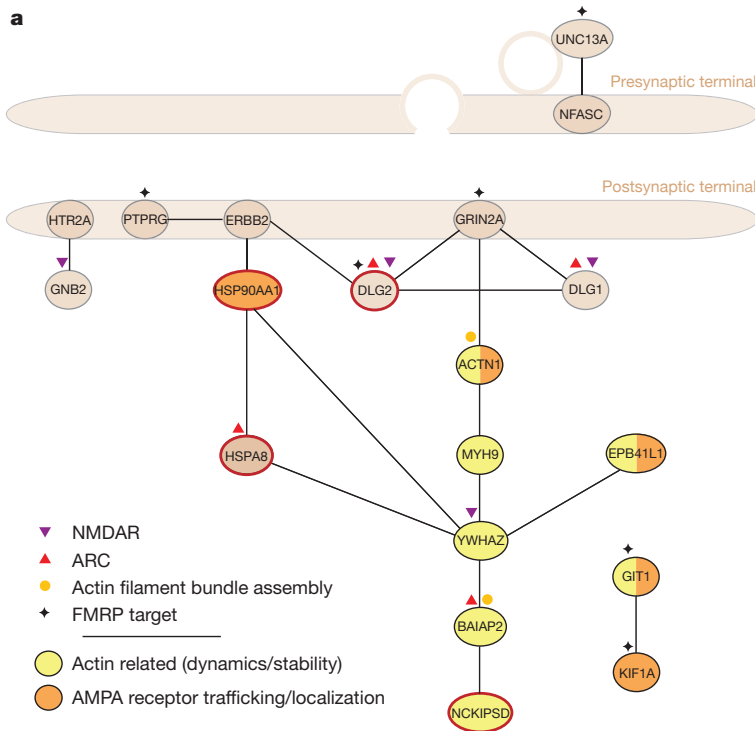 a
UNC13A
Presynaptic terminal
NFASC
Postsynaptic terminal
HTR2A
PTPRG
ERBB2
GRIN2A
GNB2
HSP90AA1
DLG2
DLG1
ACTN1
HSPA8
MYH9
EPB41L1
NMDAR
YWHAZ
ARC
Actin filament bundle assembly
GIT1
FMRP target
BAIAP2
Actin related (dynamics/stability)
KIF1A
AMPA receptor trafficking/localization
NCKIPSD